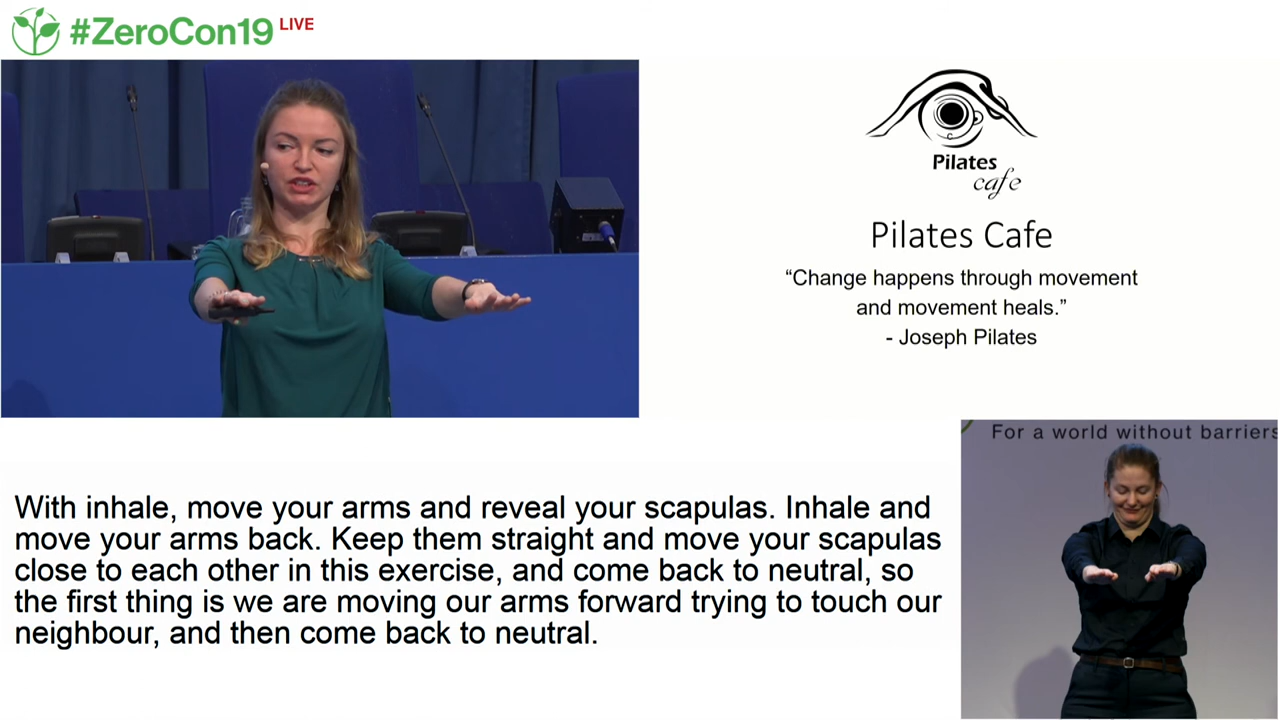 #ZeroCon19 LIVE
Pilates
cafe
Pilates Cafe
“Change happens through movement
and movement heals.”
- Joseph Pilates
For a world without barriers
With inhale, move your arms and reveal your scapulas. Inhale and
move your arms back. Keep them straight and move your scapulas
close to each other in this exercise, and come back to neutral, so
the first thing is we are moving our arms forward trying to touch our
neighbour, and then come back to neutral.